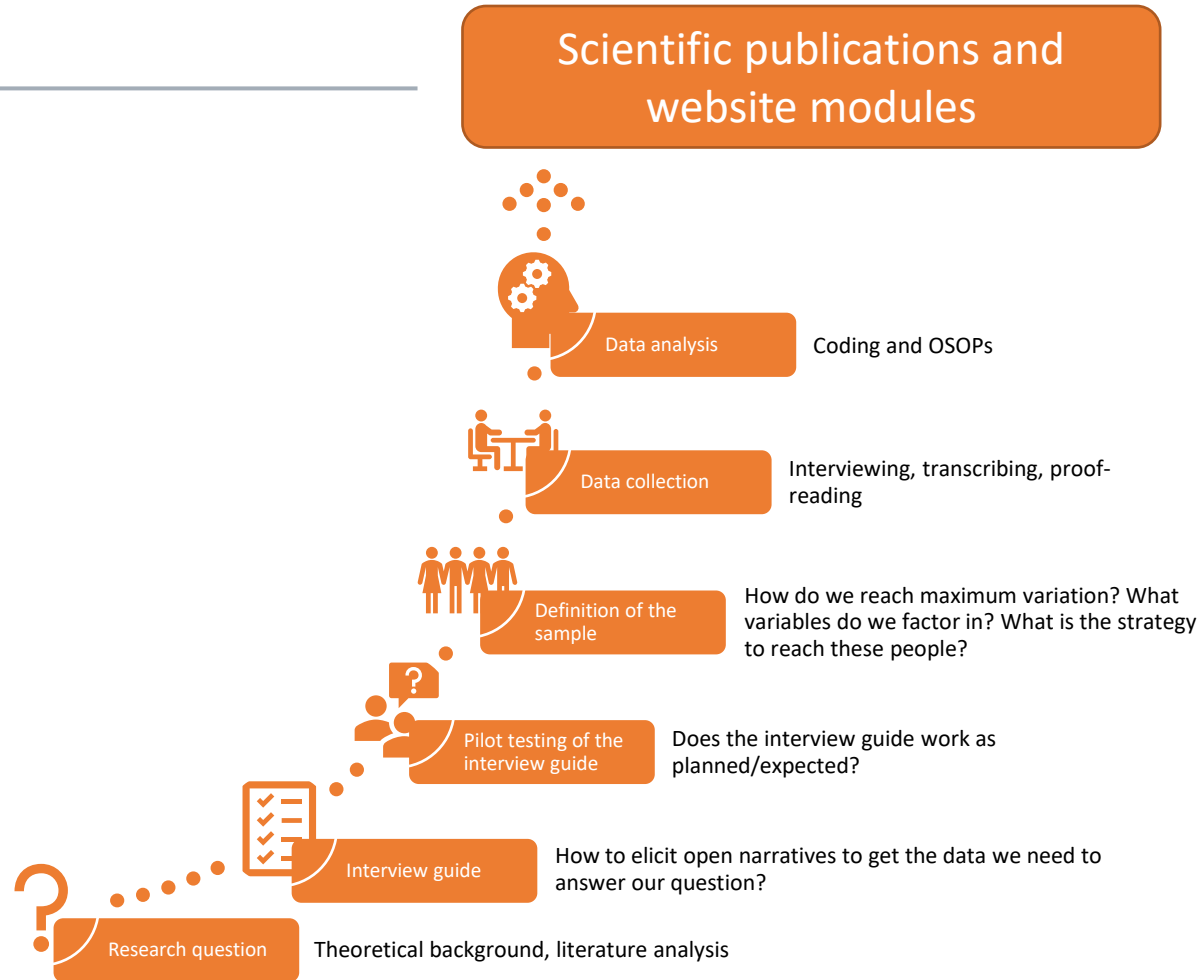 Scientific publications and
website modules
Data analysis
Coding and OSOPs
Data collection
Interviewing, transcribing, proof-
reading
Definition of the
sample
How do we reach maximum variation? What
variables do we factor in? What is the strategy
to reach these people?
?
Pilot testing of the
interview guide
Does the interview guide work as
planned/expected?
Interview guide
How to elicit open narratives to get the data we need to
answer our question?
?
Research question
Theoretical background, literature analysis